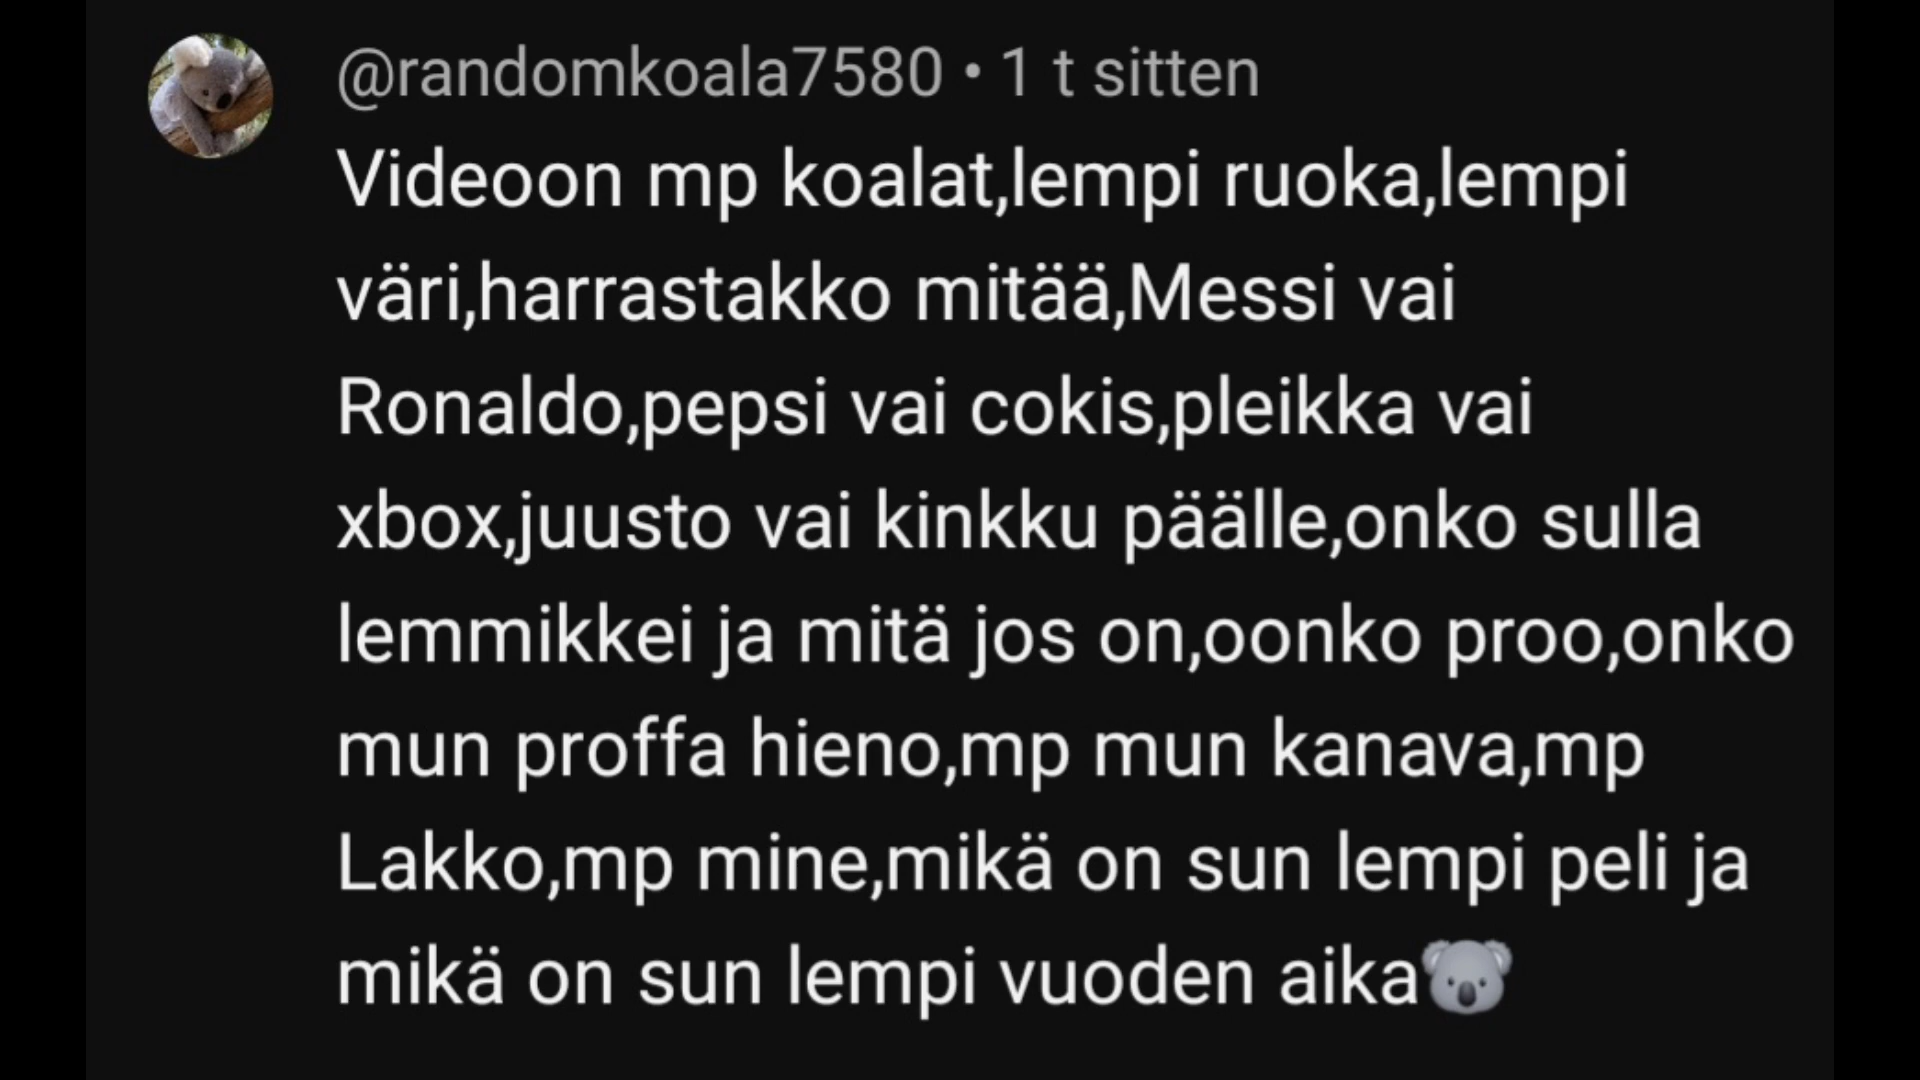 @randomkoala7580 • 1 t sitten
Videoon mp koalat,lempi ruoka,lempi
väri,harrastakko mitää,Messi vai
Ronaldo,pepsi vai cokis,pleikka vai
xbox,juusto vai kinkku päälle,onko sulla
lemmikkei ja mitä jos on,oonko proo,onko
mun proffa hieno,mp mun kanava,mp
Lakko,mp mine,mikä on sun lempi peli ja
mikä on sun lempi vuoden aika🐨